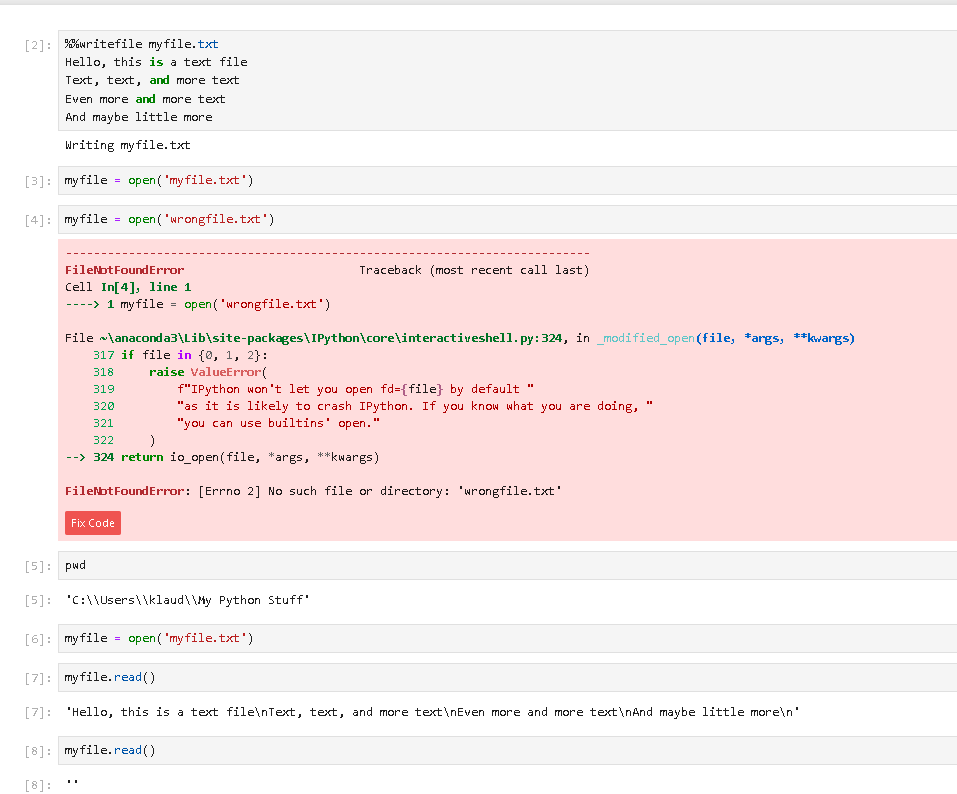 [2]: %%writefile myfile.txt
Hello, this is a text file
Text, text, and more text
Even more and more text
And maybe little more
Writing myfile.txt
[3]: myfile = open('myfile.txt')
[4]: myfile = open('wrongfile.txt')
---------------------------------------------------------------------------
FileNotFoundError                         Traceback (most recent call last)
Cell In[4], line 1
----> 1 myfile = open('wrongfile.txt')
File ~\anaconda3\Lib\site-packages\IPython\core\interactiveshell.py:324, in _modified_open(file, *args, **kwargs)
317 if file in {0, 1, 2}:
318     raise ValueError(
319         f"IPython won't let you open fd={file} by default "
320         "as it is likely to crash IPython. If you know what you are doing, "
321         "you can use builtins' open."
322     )
--> 324 return io_open(file, *args, **kwargs)
FileNotFoundError: [Errno 2] No such file or directory: 'wrongfile.txt'
Fix Code
[5]: pwd
[5]: 'C:\\Users\\klaud\\My Python Stuff'
[6]: myfile = open('myfile.txt')
[7]: myfile.read()
[7]: 'Hello, this is a text file\nText, text, and more text\nEven more and more text\nAnd maybe little more\n'
[8]: myfile.read()
[8]: ''